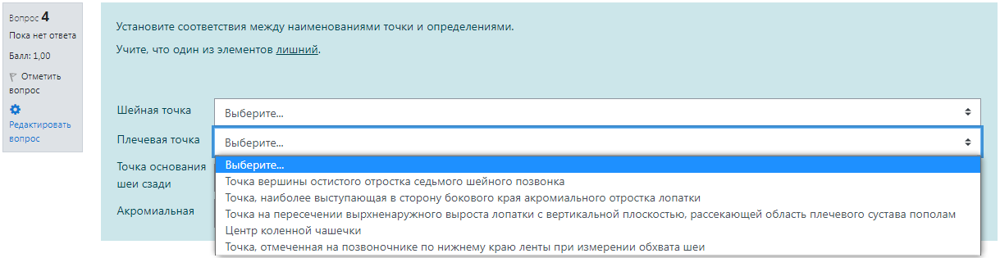 Вопрос 4
Пока нет ответа
Балл: 1,00
Отметить
вопрос
Редактировать
вопрос
Установите соответствия между наименованиями точки и определениями.
Учите, что один из элементов лишний.
Шейная точка
Выберите...
Плечевая точка
Выберите...
Точка основания
шеи сзади
Акромиальная
Выберите...
Точка вершины остистого отростка седьмого шейного позвонка
Точка, наиболее выступающая в сторону бокового края акромиального отростка лопатки
Точка на пересечении вырхненаружного выроста лопатки с вертикальной плоскостью, рассекающей область плечевого сустава пополам
Центр коленной чашечки
Точка, отмеченная на позвоночнике по нижнему краю ленты при измерении обхвата шеи